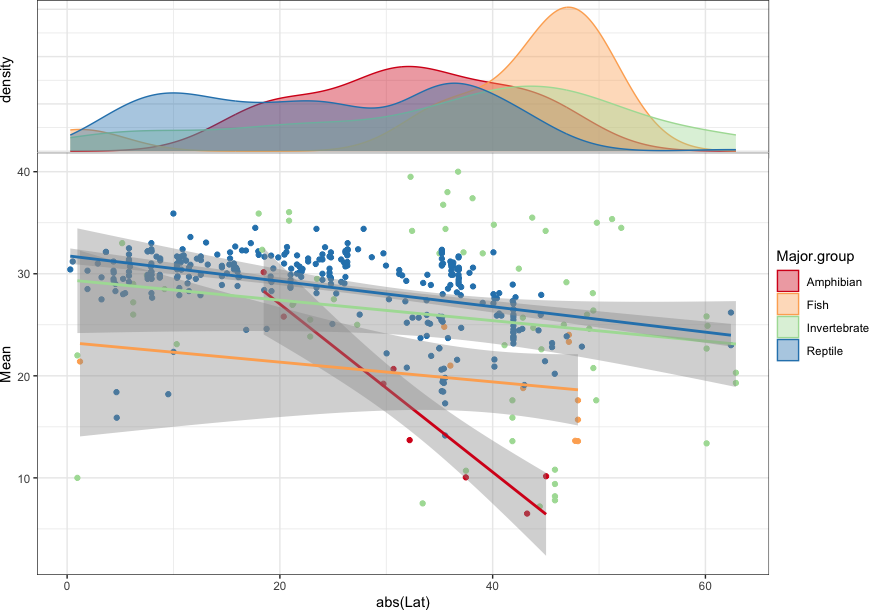 density
Mean
40
30
20
10
0
20
40
60
abs(Lat)
Major.group
Amphibian
Fish
Invertebrate
Reptile